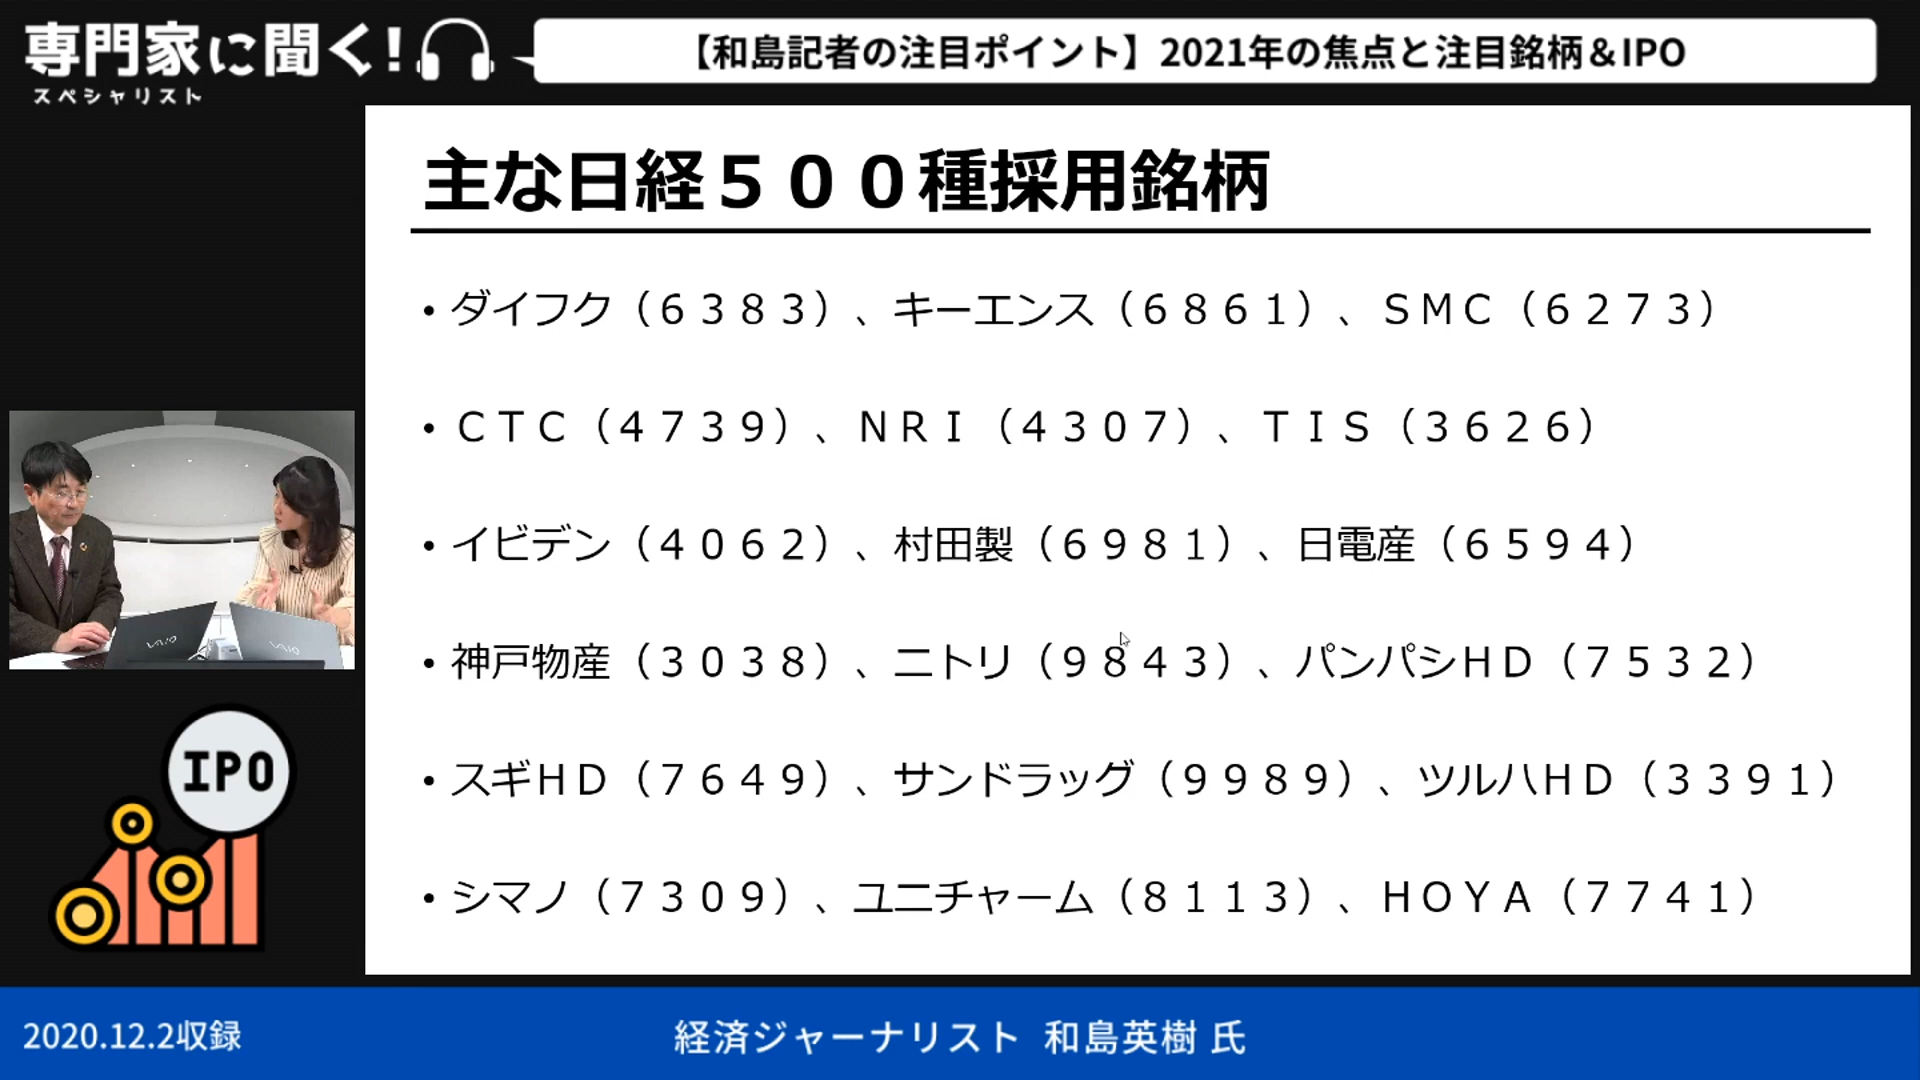 専門家に聞く!
スペシャリスト
【和島記者の注目ポイント】2021年の焦点と注目銘柄&IPO
主な日経５００種採用銘柄
• ダイフク（６３８３）、キーエンス（６８６１）、ＳＭＣ（６２７３）
• ＣＴＣ（４７３９）、ＮＲＩ（４３０７）、ＴＩＳ（３６２６）
• イビデン（４０６２）、村田製（６９８１）、日電産（６５９４）
• 神戸物産（３０３８）、ニトリ（９８４３）、パンパシＨＤ（７５３２）
• スギＨＤ（７６４９）、サンドラッグ（９９８９）、ツルハＨＤ（３３９１）
• シマノ（７３０９）、ユニチャーム（８１１３）、ＨＯＹＡ（７７４１）
VAIO
VAIO
IPO
2020.12.2収録
経済ジャーナリスト 和島英樹 氏